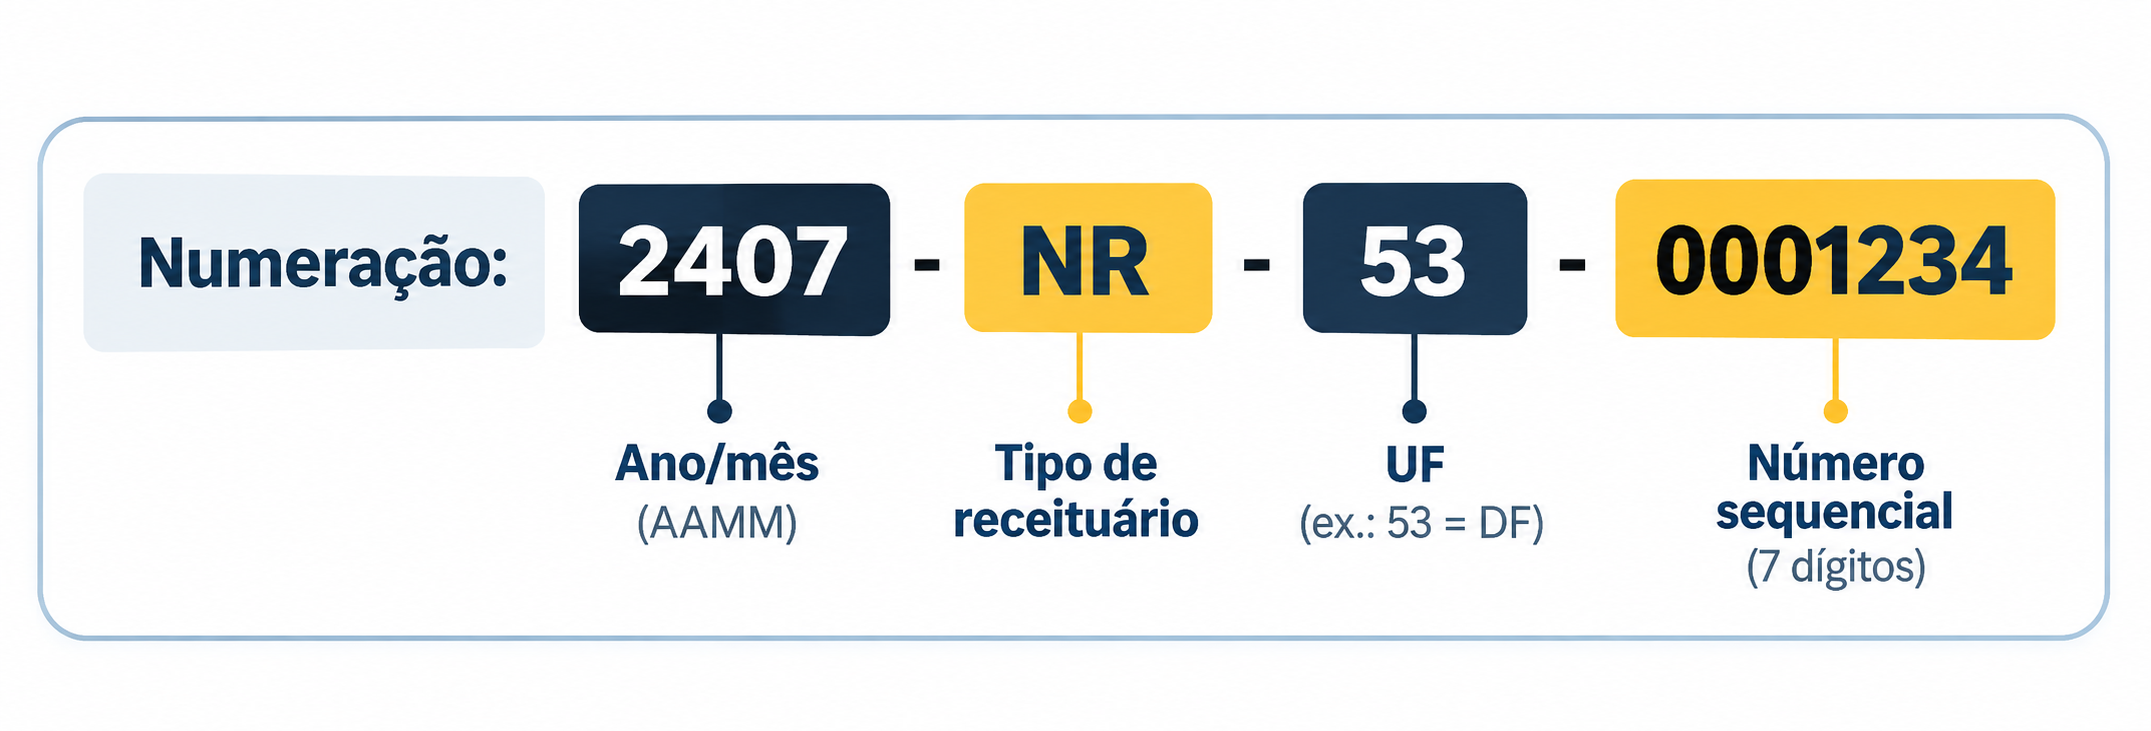 Numeração: 2407 - NR - 53 - 0001234
Ano/mês
(AAMM)
Tipo de
receituário
UF
(ex.: 53 = DF)
Número
sequencial
(7 dígitos)